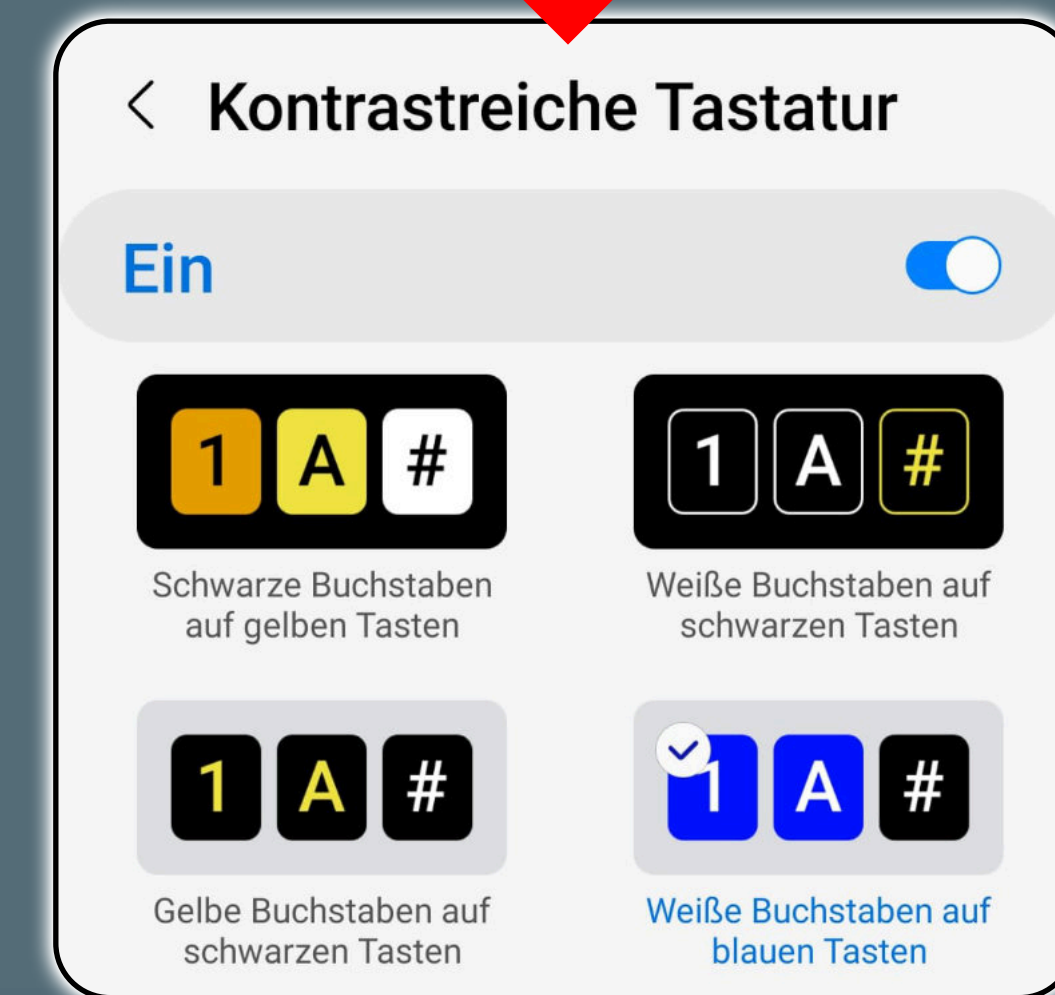 Kontrastreiche Tastatur
Ein
1 A #
1 A #
Schwarze Buchstaben
auf gelben Tasten
Weiße Buchstaben auf
schwarzen Tasten
1 A #
1 A #
Gelbe Buchstaben auf
schwarzen Tasten
Weiße Buchstaben auf
blauen Tasten